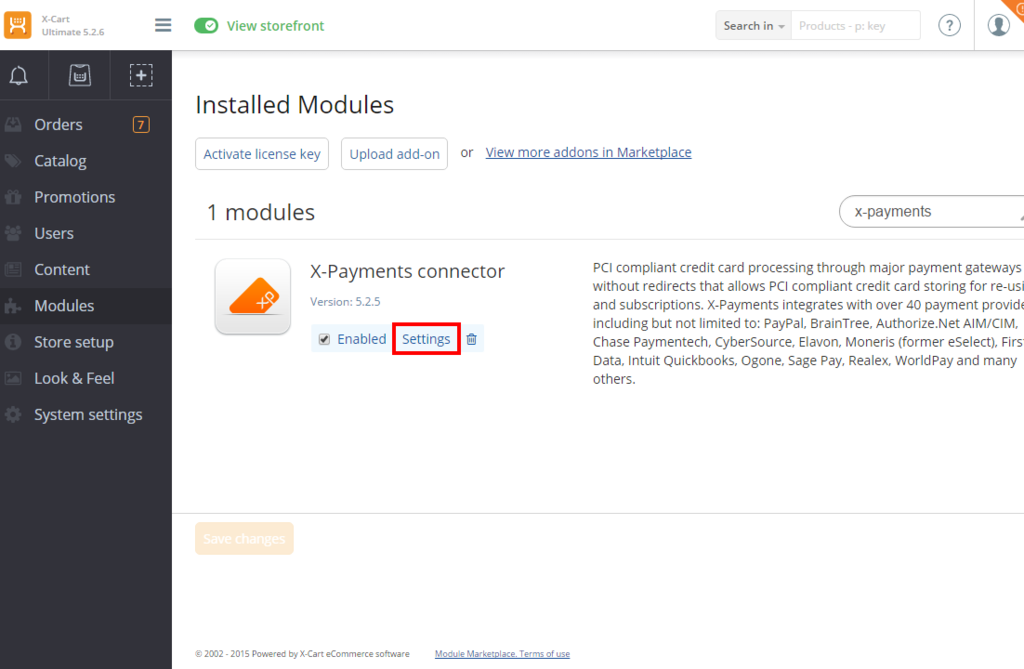 X-Cart
Ultimate 5.2.6
View storefront
Search in
Products - p: key
?
Orders 7
Catalog
Promotions
Users
Content
Modules
Store setup
Look & Feel
System settings
Installed Modules
Activate license key
Upload add-on
or
View more addons in Marketplace
1 modules
x-payments
X-Payments connector
Version: 5.2.5
Enabled
Settings
PCI compliant credit card processing through major payment gateways
without redirects that allows PCI compliant credit card storing for re-usi
and subscriptions. X-Payments integrates with over 40 payment provide
including but not limited to: PayPal, BrainTree, Authorize.Net AIM/CIM,
Chase Paymentech, CyberSource, Elavon, Moneris (former eSelect), Firs
Data, Intuit Quickbooks, Ogone, Sage Pay, Realex, WorldPay and many
others.
Save changes
© 2002 - 2015 Powered by X-Cart eCommerce software
Module Marketplace. Terms of use